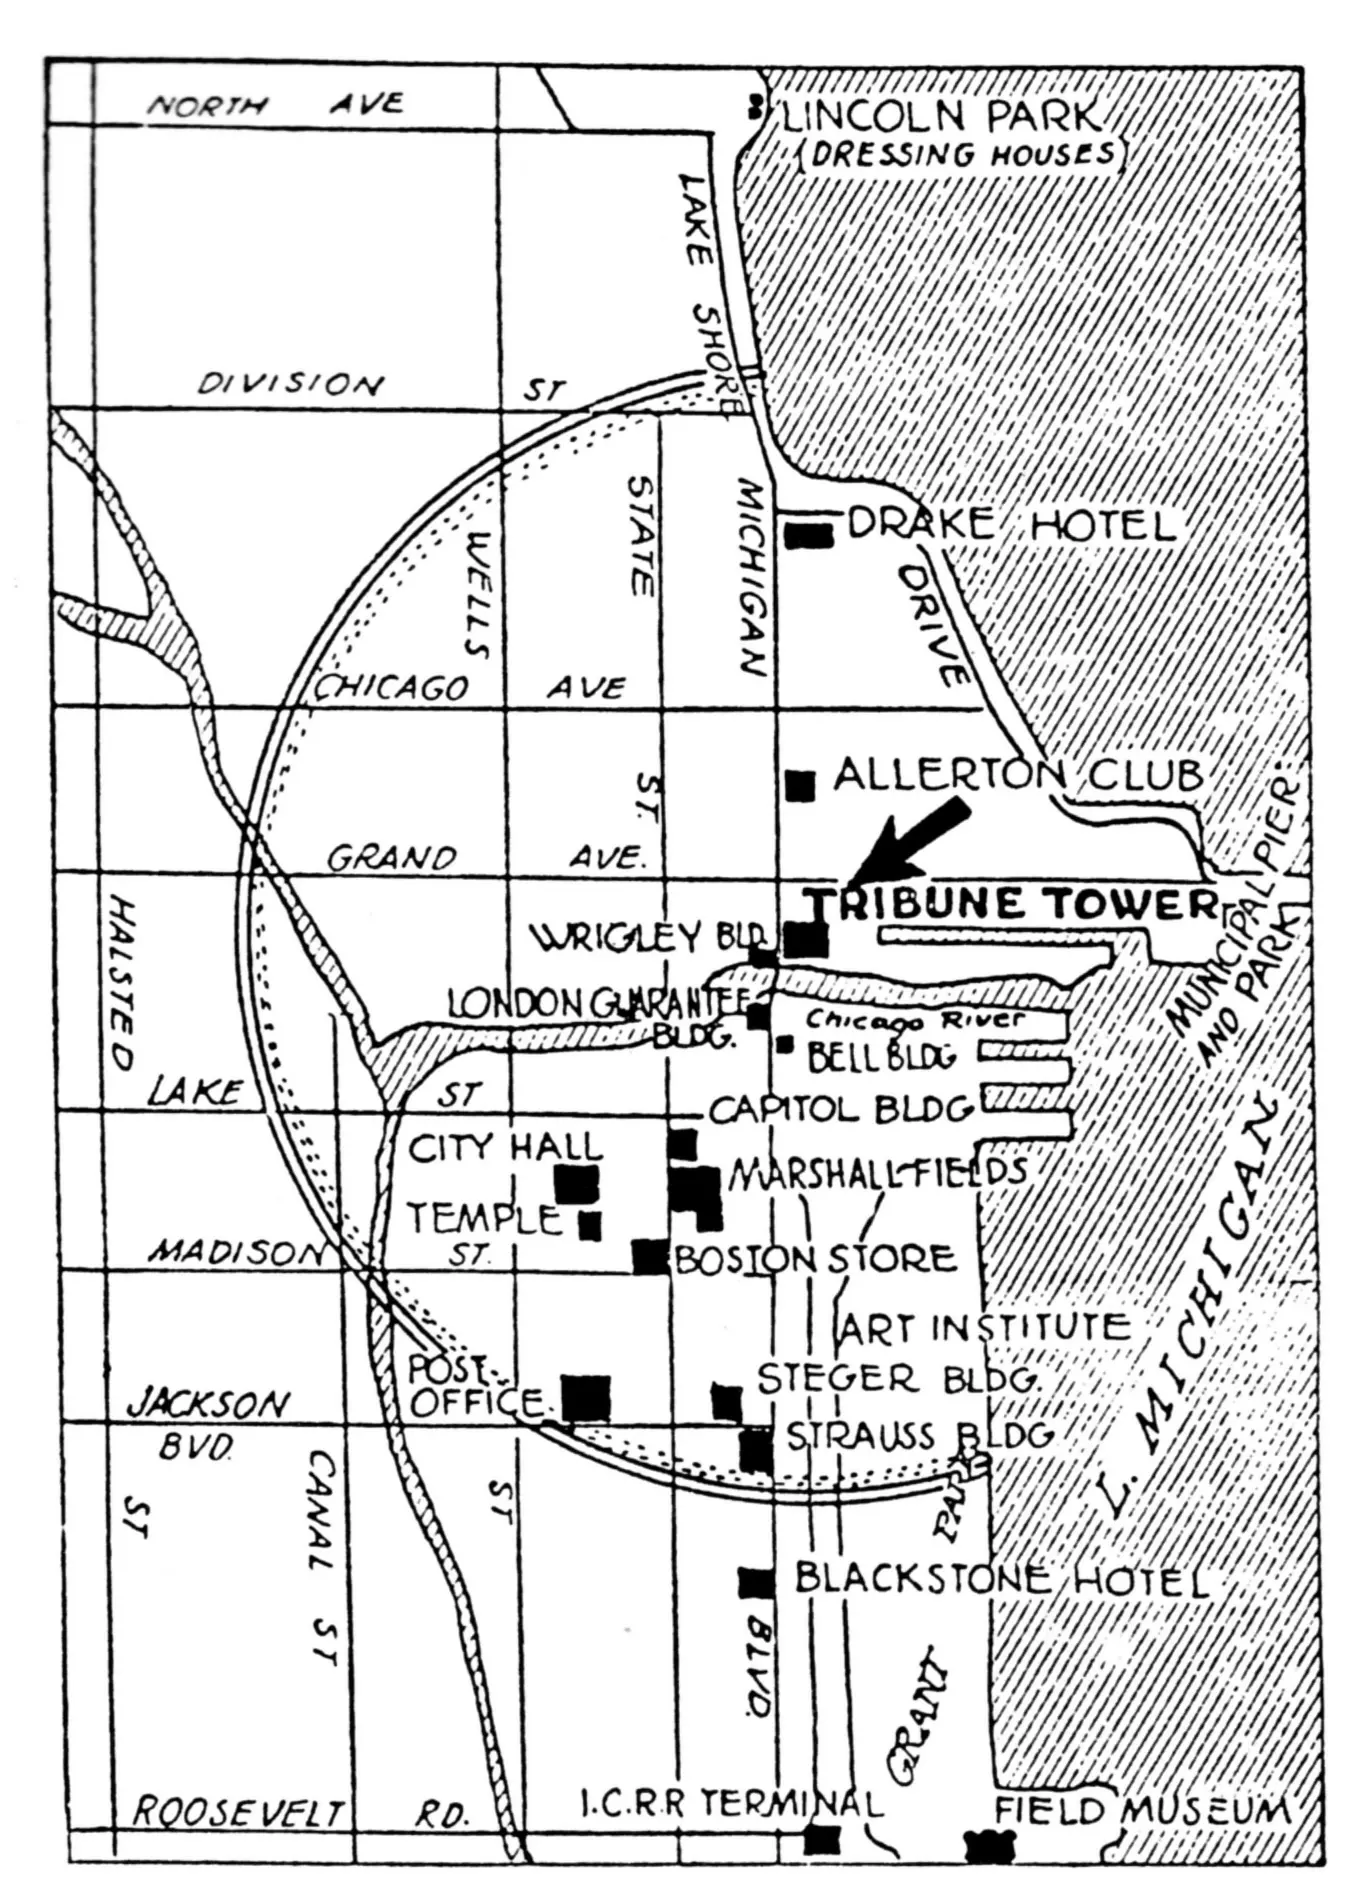 NORTH AVE
LINCOLN PARK
(DRESSING HOUSES)
LAKE SHORE
DIVISION ST
WELLS
STATE
MICHIGAN
DRAKE HOTEL
DRIVE
CHICAGO AVE
ST.
ALLERTON CLUB
GRAND AVE.
TRIBUNE TOWER
HALSTED
WRIGLEY BLD.
MUNICIPAL PIER
AND PARK
LONDON GUARANTEE
BLDG.
Chicago River
BELL BLDG
LAKE ST
CAPITOL BLDG
CITY HALL
MARSHALL FIELDS
TEMPLE
MADISON ST.
BOSTON STORE
L. MICHIGAN
ART INSTITUTE
POST
OFFICE
STEGER BLDG.
JACKSON
BVD.
STRAUSS BLDG
CANAL ST
ST
ST
PARK
BLACKSTONE HOTEL
BLVD.
GRANT
ROOSEVELT RD.
I.C.R.R TERMINAL
FIELD MUSEUM